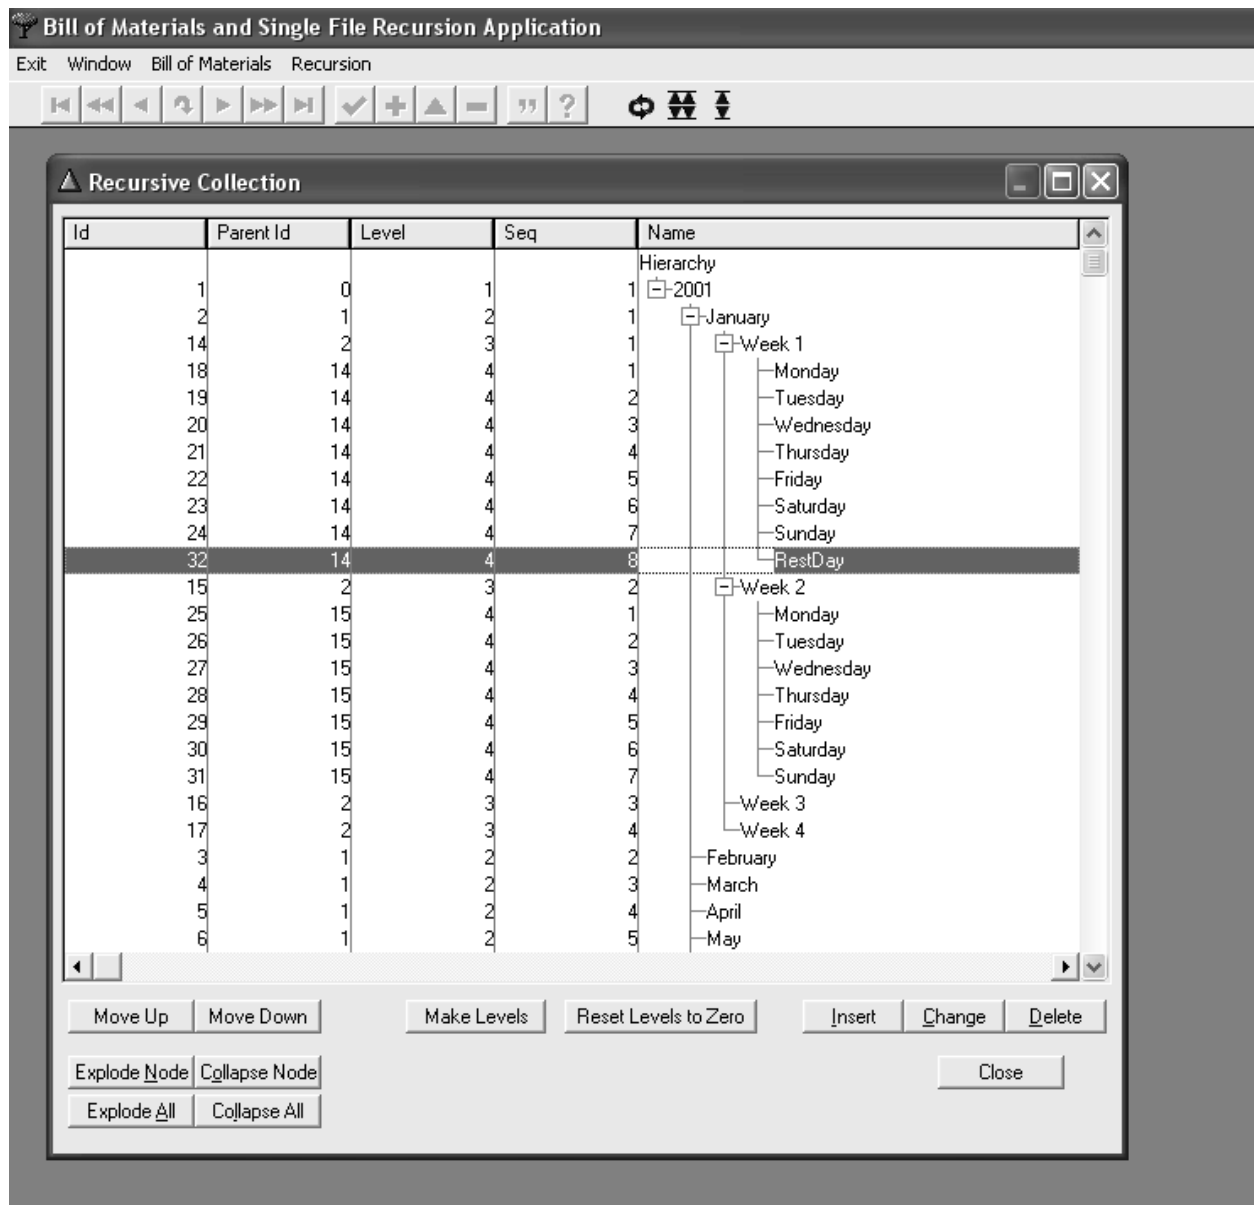 Bill of Materials and Single File Recursion Application
Exit Window Bill of Materials Recursion
Recursive Collection
Id Parent Id Level Seq Name
Hierarchy
1 0 1 1 2001
2 1 2 1 January
14 2 3 1 Week 1
18 14 4 1 Monday
19 14 4 2 Tuesday
20 14 4 3 Wednesday
21 14 4 4 Thursday
22 14 4 5 Friday
23 14 4 6 Saturday
24 14 4 7 Sunday
32 14 4 8 RestDay
15 2 3 2 Week 2
25 15 4 1 Monday
26 15 4 2 Tuesday
27 15 4 3 Wednesday
28 15 4 4 Thursday
29 15 4 5 Friday
30 15 4 6 Saturday
31 15 4 7 Sunday
16 2 3 3 Week 3
17 2 3 4 Week 4
3 1 2 2 February
4 1 2 3 March
5 1 2 4 April
6 1 2 5 May
Move Up Move Down Make Levels Reset Levels to Zero Insert Change Delete
Explode Node Collapse Node Close
Explode All Collapse All